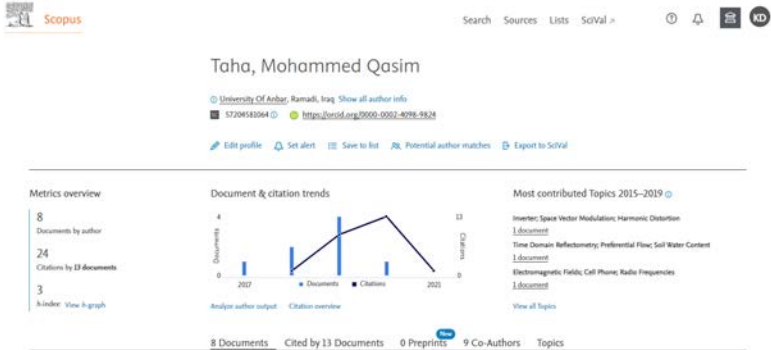 Scopus
Search Sources Lists SciVal
KD
Taha, Mohammed Qasim
University Of Anbar, Ramadi, Iraq Show all author info
57204581064 https://orcid.org/0000-0002-4098-9824
Edit profile Set alert Save to list Potential author matches Export to SciVal
Metrics overview
8
Documents by author
24
Citations by 13 documents
3
h-index: View h-graph
Document & citation trends
4
13
Documents
Citations
0
0
2017
2021
Documents Citations
Analyze author output Citation overview
Most contributed Topics 2015–2019
Inverter; Space Vector Modulation; Harmonic Distortion
1 document
Time Domain Reflectometry; Preferential Flow; Soil Water Content
1 document
Electromagnetic Fields; Cell Phone; Radio Frequencies
1 document
View all Topics
New
8 Documents Cited by 13 Documents 0 Preprints 9 Co-Authors Topics